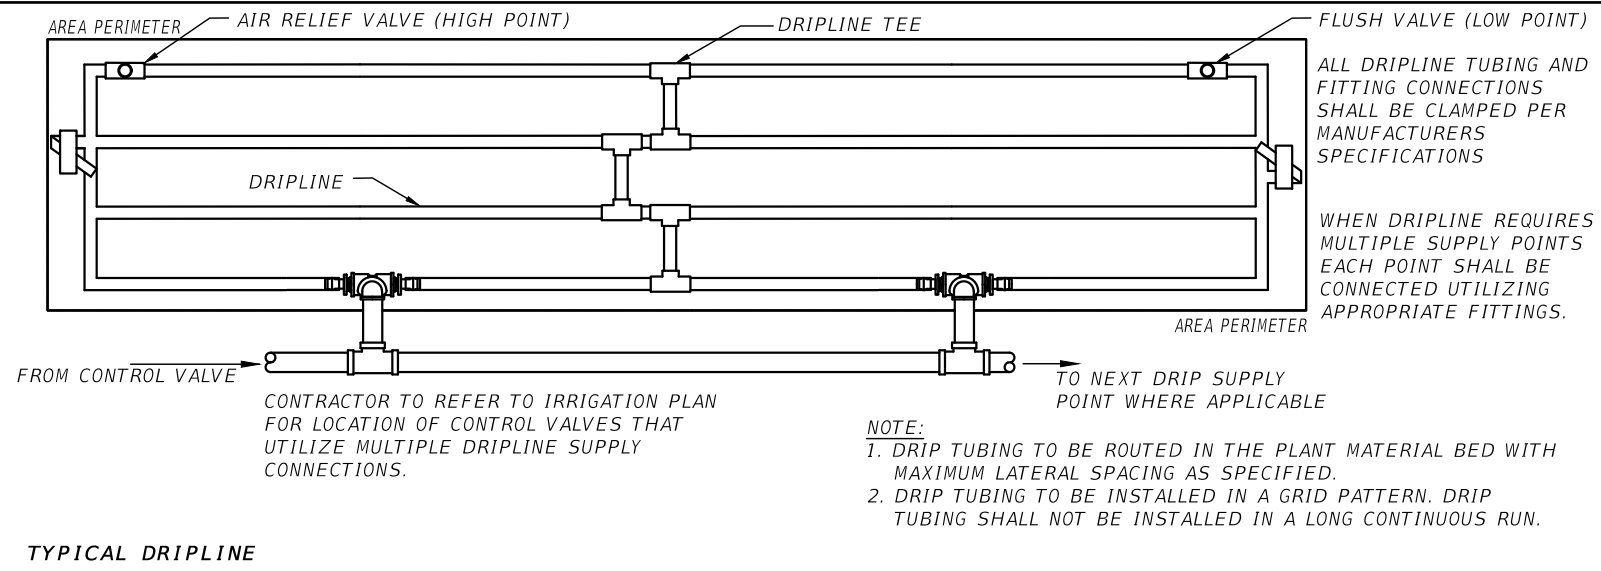 AREA PERIMETER
AIR RELIEF VALVE (HIGH POINT)
DRIPLINE TEE
FLUSH VALVE (LOW POINT)
ALL DRIPLINE TUBING AND
FITTING CONNECTIONS
SHALL BE CLAMPED PER
MANUFACTURERS
SPECIFICATIONS
DRIPLINE
WHEN DRIPLINE REQUIRES
MULTIPLE SUPPLY POINTS
EACH POINT SHALL BE
CONNECTED UTILIZING
APPROPRIATE FITTINGS.
AREA PERIMETER
FROM CONTROL VALVE
TO NEXT DRIP SUPPLY
POINT WHERE APPLICABLE
CONTRACTOR TO REFER TO IRRIGATION PLAN
FOR LOCATION OF CONTROL VALVES THAT
UTILIZE MULTIPLE DRIPLINE SUPPLY
CONNECTIONS.
NOTE:
1. DRIP TUBING TO BE ROUTED IN THE PLANT MATERIAL BED WITH
MAXIMUM LATERAL SPACING AS SPECIFIED.
2. DRIP TUBING TO BE INSTALLED IN A GRID PATTERN. DRIP
TUBING SHALL NOT BE INSTALLED IN A LONG CONTINUOUS RUN.
TYPICAL DRIPLINE